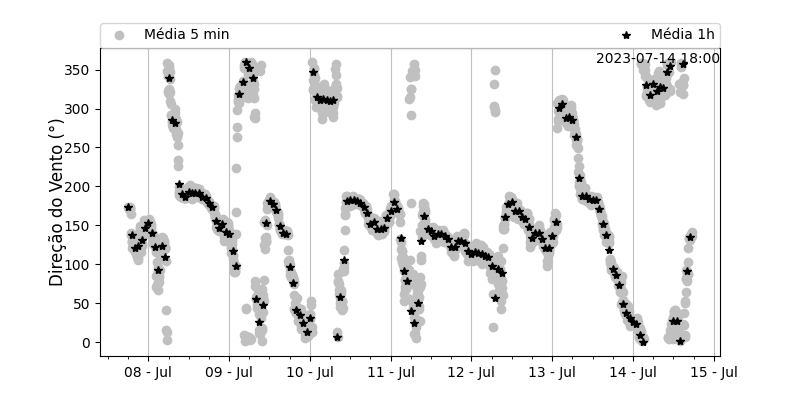 Média 5 min
Média 1h
2023-07-14 18:00
Direção do Vento (°)
350
300
250
200
150
100
50
0
08 - Jul
09 - Jul
10 - Jul
11 - Jul
12 - Jul
13 - Jul
14 - Jul
15 - Jul